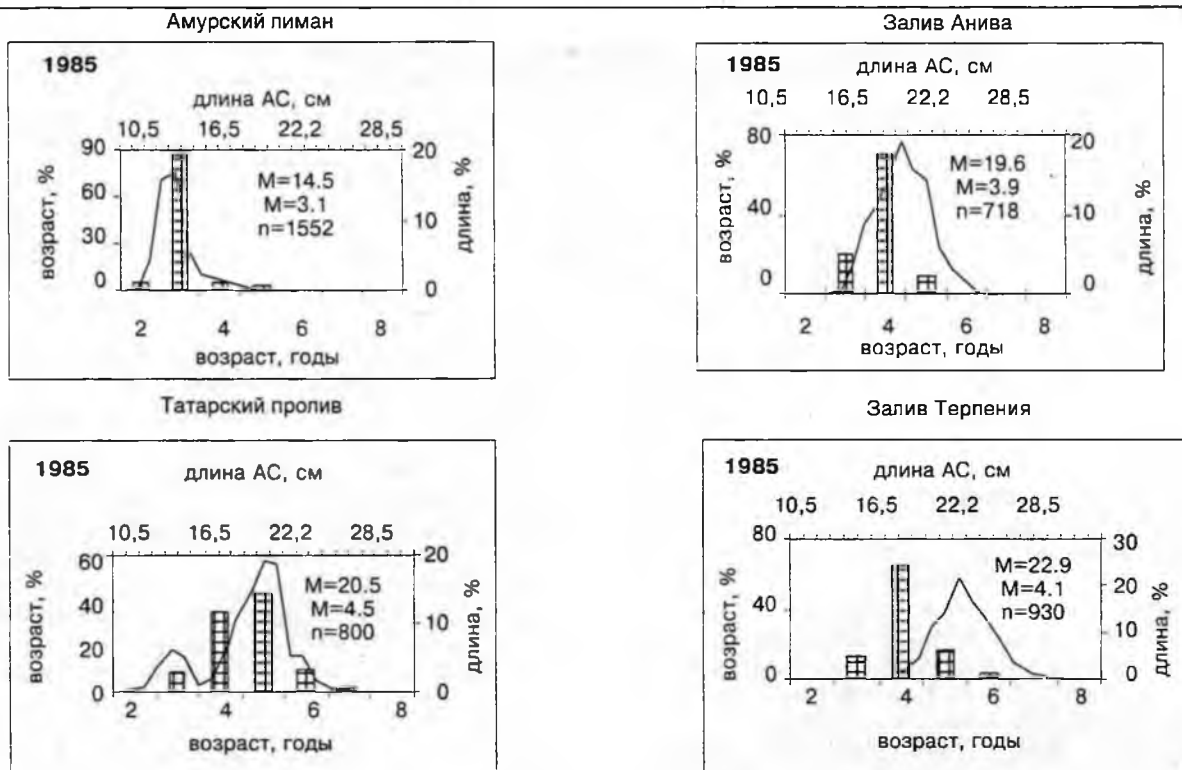 Амурский лиман
1985
длина АС, см
10,5 16,5 22,2 28,5
возраст, %
90
60
30
0
M=14.5
M=3.1
n=1552
20
10
0
длина, %
2 4 6 8
возраст, годы
Залив Анива
1985
длина АС, см
10,5 16,5 22,2 28,5
возраст, %
80
40
0
M=19.6
M=3.9
n=718
20
10
0
длина, %
2 4 6 8
возраст, годы
Татарский пролив
1985
длина АС, см
10,5 16,5 22,2 28,5
возраст, %
60
40
20
0
M=20.5
M=4.5
n=800
20
10
0
длина, %
2 4 6 8
возраст, годы
Залив Терпения
1985
длина АС, см
10,5 16,5 22,2 28,5
возраст, %
80
40
0
M=22.9
M=4.1
n=930
30
20
10
0
длина, %
2 4 6 8
возраст, годы